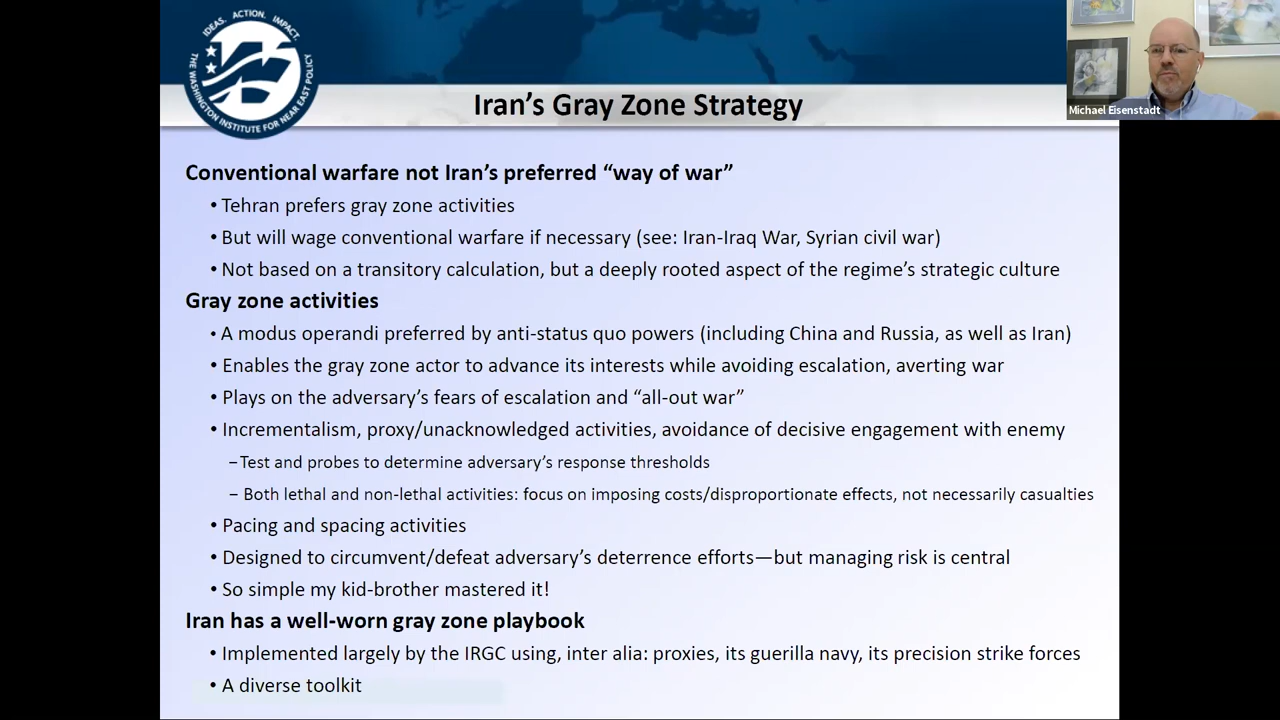 IDEAS. ACTION. IMPACT.
THE WASHINGTON INSTITUTE FOR NEAR EAST POLICY
Iran’s Gray Zone Strategy
Michael Eisenstadt
Conventional warfare not Iran’s preferred “way of war”
• Tehran prefers gray zone activities
• But will wage conventional warfare if necessary (see: Iran-Iraq War, Syrian civil war)
• Not based on a transitory calculation, but a deeply rooted aspect of the regime’s strategic culture
Gray zone activities
• A modus operandi preferred by anti-status quo powers (including China and Russia, as well as Iran)
• Enables the gray zone actor to advance its interests while avoiding escalation, averting war
• Plays on the adversary’s fears of escalation and “all-out war”
• Incrementalism, proxy/unacknowledged activities, avoidance of decisive engagement with enemy
– Test and probes to determine adversary’s response thresholds
– Both lethal and non-lethal activities: focus on imposing costs/disproportionate effects, not necessarily casualties
• Pacing and spacing activities
• Designed to circumvent/defeat adversary’s deterrence efforts—but managing risk is central
• So simple my kid-brother mastered it!
Iran has a well-worn gray zone playbook
• Implemented largely by the IRGC using, inter alia: proxies, its guerilla navy, its precision strike forces
• A diverse toolkit